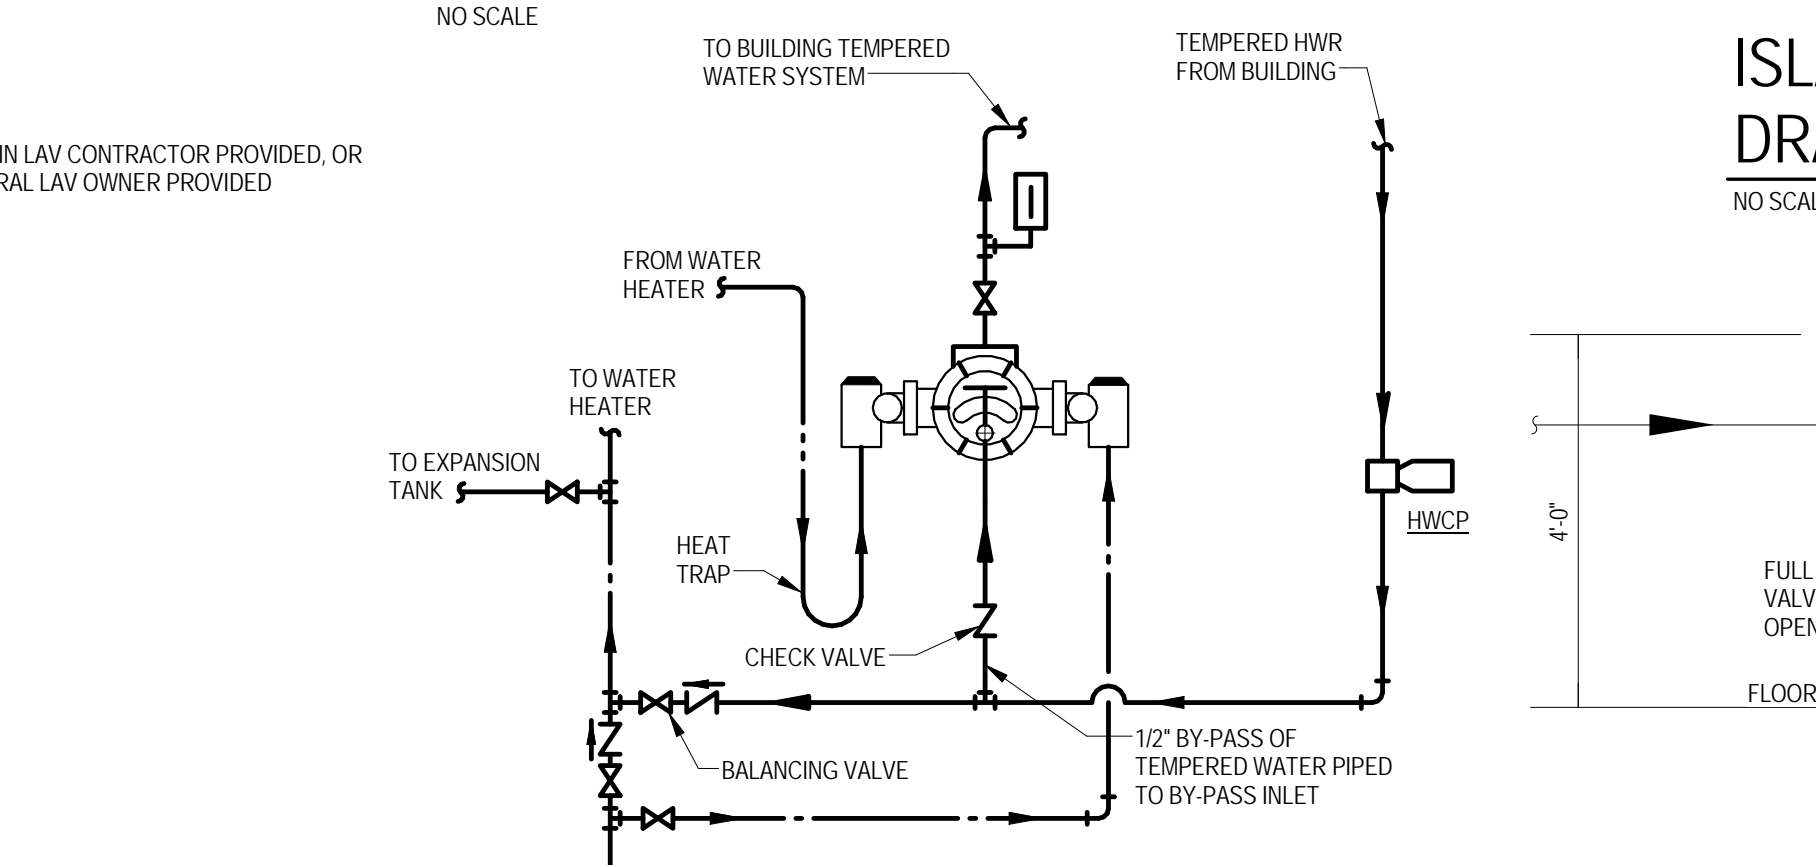 NO SCALE
TO BUILDING TEMPERED
WATER SYSTEM
TEMPERED HWR
FROM BUILDING
ISL
DR
NO SCAL
IN LAV CONTRACTOR PROVIDED, OR
RAL LAV OWNER PROVIDED
FROM WATER
HEATER
TO WATER
HEATER
TO EXPANSION
TANK
HWCP
4'-0"
HEAT
TRAP
FULL
VALV
OPEN
CHECK VALVE
FLOOR
1/2" BY-PASS OF
TEMPERED WATER PIPED
TO BY-PASS INLET
BALANCING VALVE